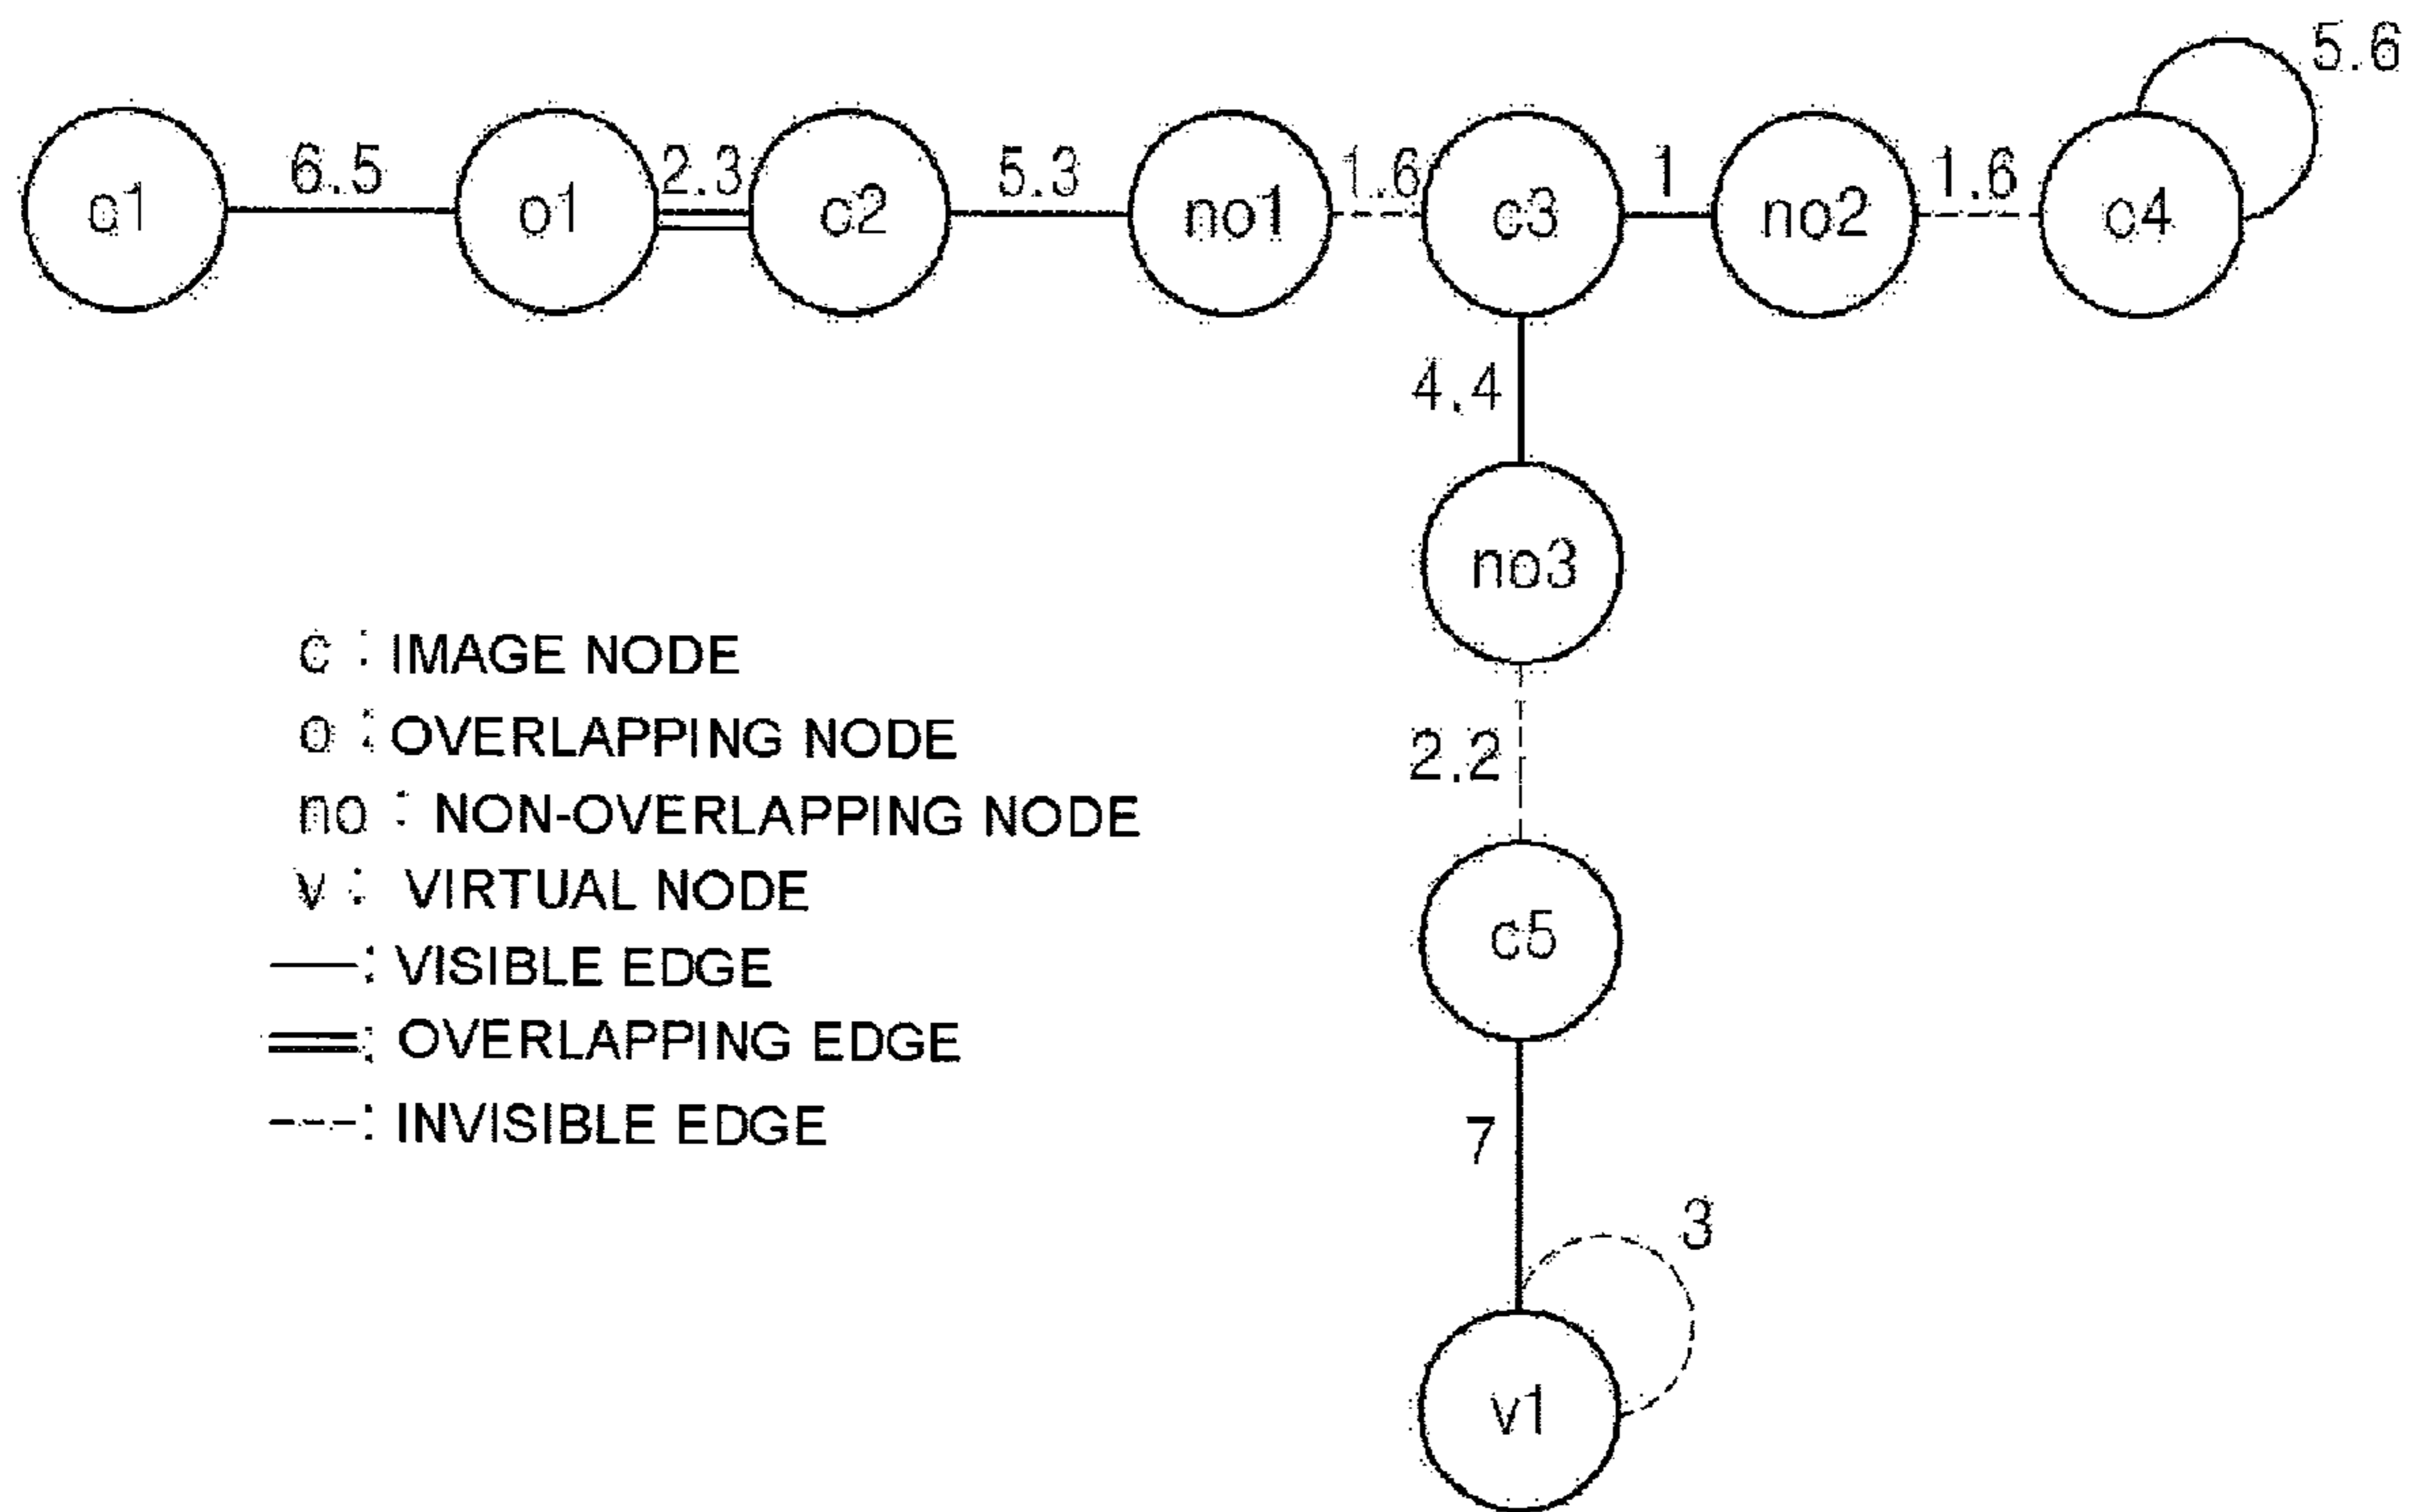 5.6
6.5 2.3 5.3 1.6 1 1.6
c1 o1 c2 no1 c3 no2 c4
4.4
no3
c : IMAGE NODE
o : OVERLAPPING NODE
2.2
no : NON-OVERLAPPING NODE
v : VIRTUAL NODE
c5
: VISIBLE EDGE
: OVERLAPPING EDGE
: INVISIBLE EDGE
7
3
v1